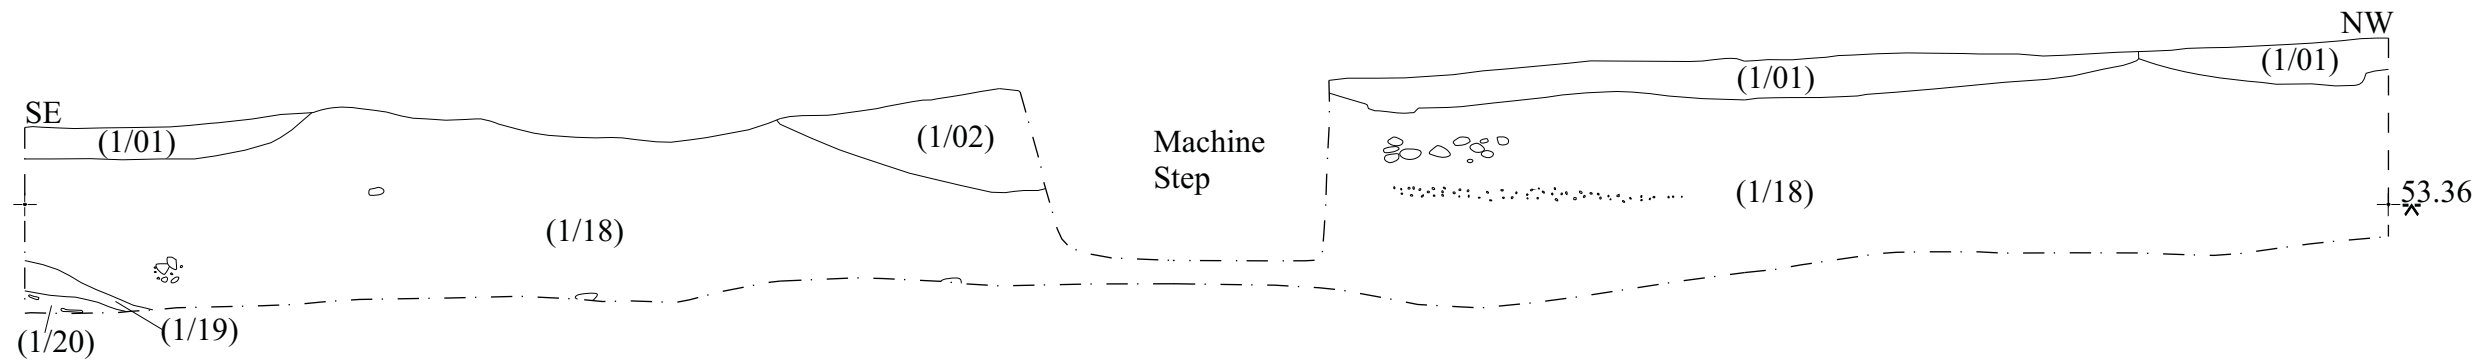 NW
(1/01)
(1/01)
SE
(1/01)
(1/02)
Machine
Step
(1/18)
53.36
(1/18)
(1/19)
(1/20)